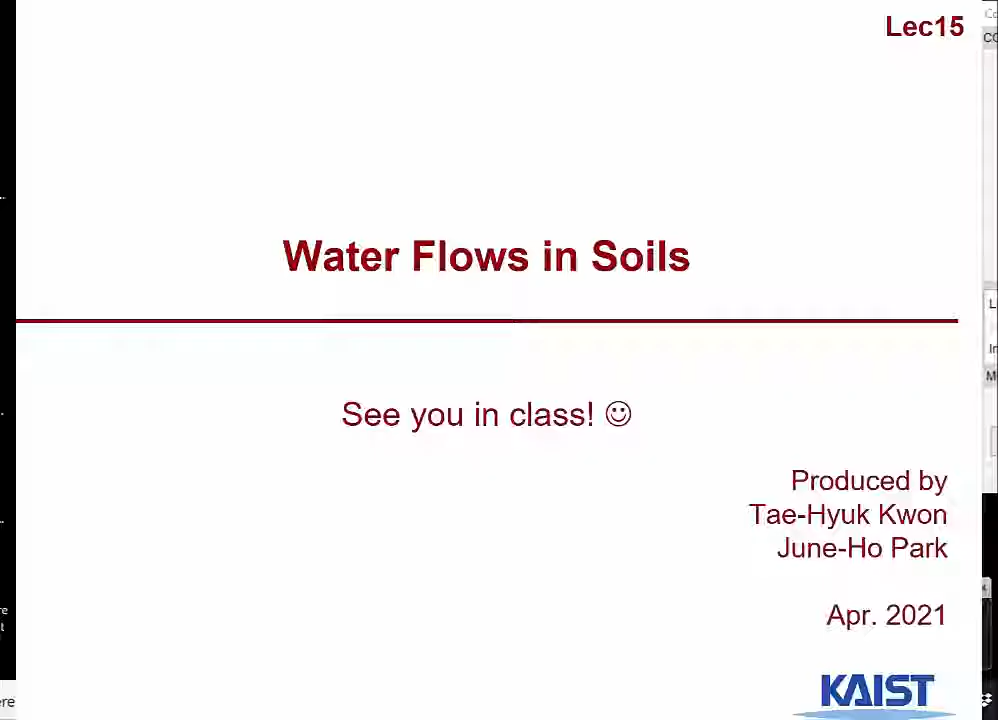 Lec15
Water Flows in Soils
See you in class! ☺
Produced by
Tae-Hyuk Kwon
June-Ho Park
Apr. 2021
KAIST